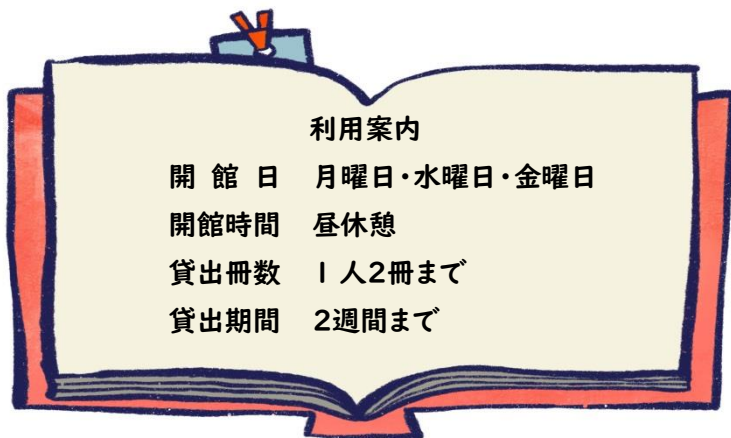 利用案内
開 館 日 月曜日・水曜日・金曜日
開館時間 昼休憩
貸出冊数 1人2冊まで
貸出期間 2週間まで